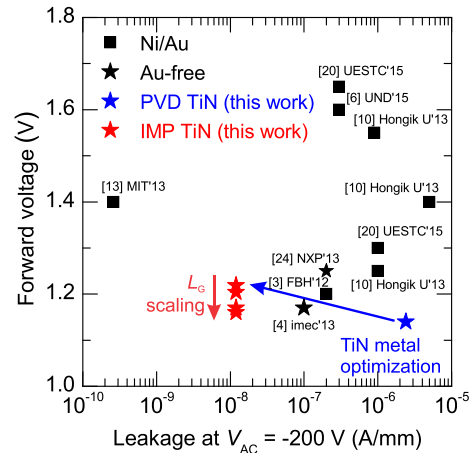 1.8
1.6
1.4
1.2
1.0
Forward voltage (V)
Ni/Au
Au-free
PVD TiN (this work)
IMP TiN (this work)
[20] UESTC'15
[6] UND'15
[10] Hongik U'13
[13] MIT'13
[10] Hongik U'13
[20] UESTC'15
[24] NXP'13
[10] Hongik U'13
[3] FBH'12
LG
scaling
[4] imec'13
TiN metal
optimization
10-10 10-9 10-8 10-7 10-6 10-5
Leakage at VAC = -200 V (A/mm)